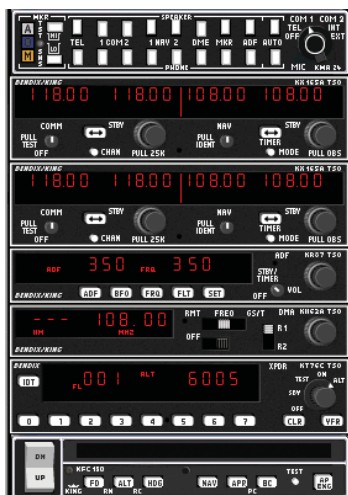 MKR SPEAKER COM 1 COM 2
TEL INT
OFF EXT
A TST HI
O SNS LO
M
TEL 1 COM 2 1 NAV 2 DME MKR ADF AUTO
PHONE MIC KMA 24
BENDIX/KING KX 165A TSO
118.00 118.00 108.00 108.00
COMM STBY NAV STBY
PULL TEST PULL IDENT TIMER
OFF CHAN PULL 25K MODE PULL OBS
BENDIX/KING KX 165A TSO
118.00 118.00 108.00 108.00
COMM STBY NAV STBY
PULL TEST PULL IDENT TIMER
OFF CHAN PULL 25K MODE PULL OBS
ADF KR87 TSO
ADF 350 FRQ 350
STBY/
TIMER
OFF VOL
BENDIX/KING ADF BFO FRQ FLT SET
RMT FREQ GS/T DMA KN62A TSO
--- 108.00 R1
NM MHZ OFF
BENDIX/KING R2
BENDIX XPDR KT76C TSO
IDT FL 001 ALT 6005
TEST ON ALT
SBY
OFF
0 1 2 3 4 5 6 7 CLR VFR
DN
UP
KFC 150 TEST
FD ALT HDG NAV APR BC AP ENG
KING RM RC PC